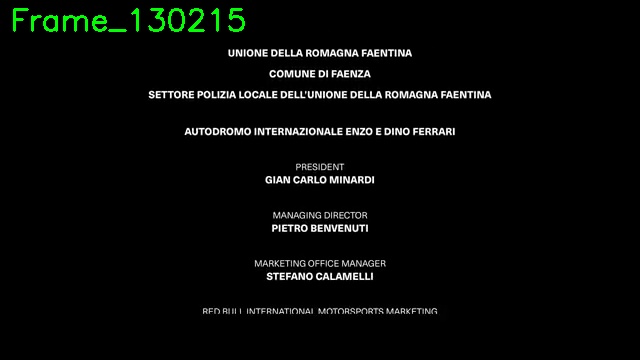 Frame_130215
UNIONE DELLA ROMAGNA FAENTINA
COMUNE DI FAENZA
SETTORE POLIZIA LOCALE DELL'UNIONE DELLA ROMAGNA FAENTINA
AUTODROMO INTERNAZIONALE ENZO E DINO FERRARI
PRESIDENT
GIAN CARLO MINARDI
MANAGING DIRECTOR
PIETRO BENVENUTI
MARKETING OFFICE MANAGER
STEFANO CALAMELLI
RED BULL INTERNATIONAL MOTORSPORTS MARKETING